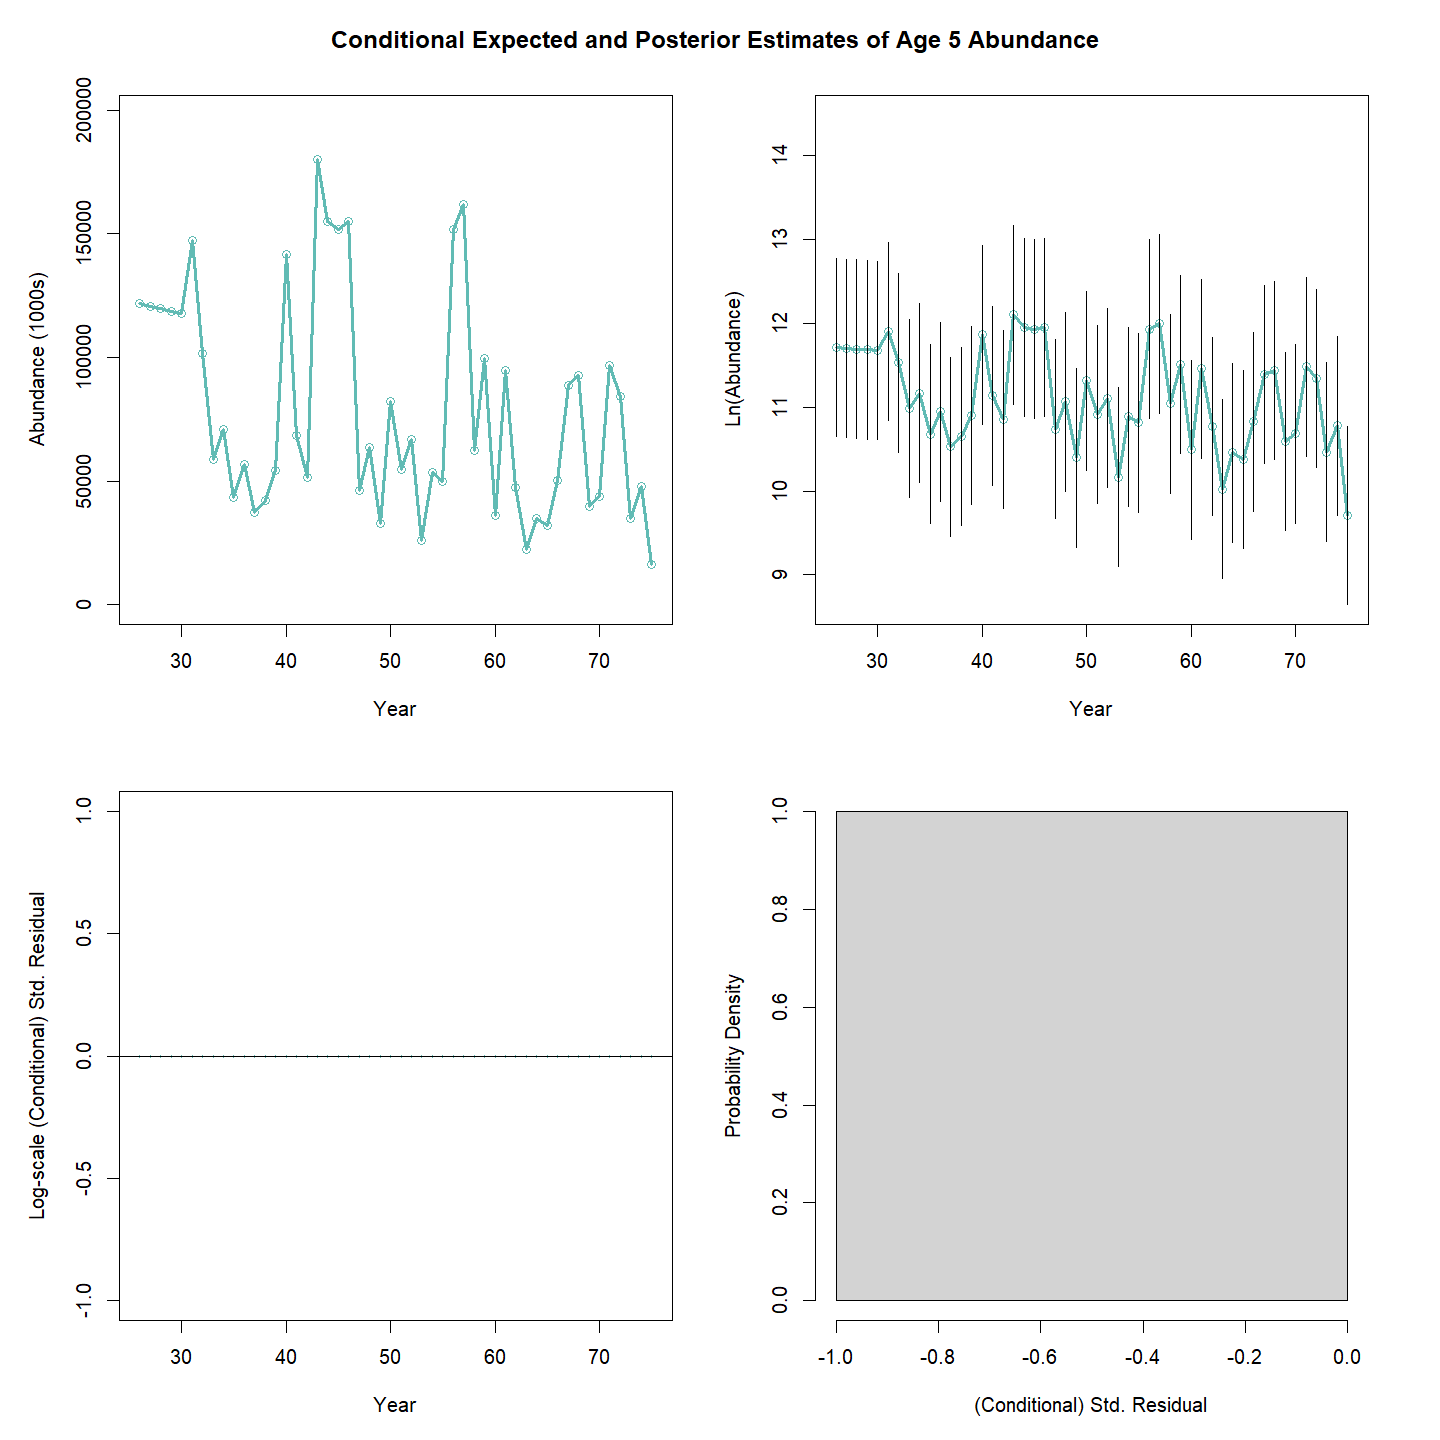 Conditional Expected and Posterior Estimates of Age 5 Abundance
Abundance (1000s)
200000
150000
100000
50000
0
30 40 50 60 70
Year
Ln(Abundance)
14
13
12
11
10
9
30 40 50 60 70
Year
Log-scale (Conditional) Std. Residual
1.0
0.5
0.0
-0.5
-1.0
30 40 50 60 70
Year
Probability Density
1.0
0.8
0.6
0.4
0.2
0.0
-1.0 -0.8 -0.6 -0.4 -0.2 0.0
(Conditional) Std. Residual